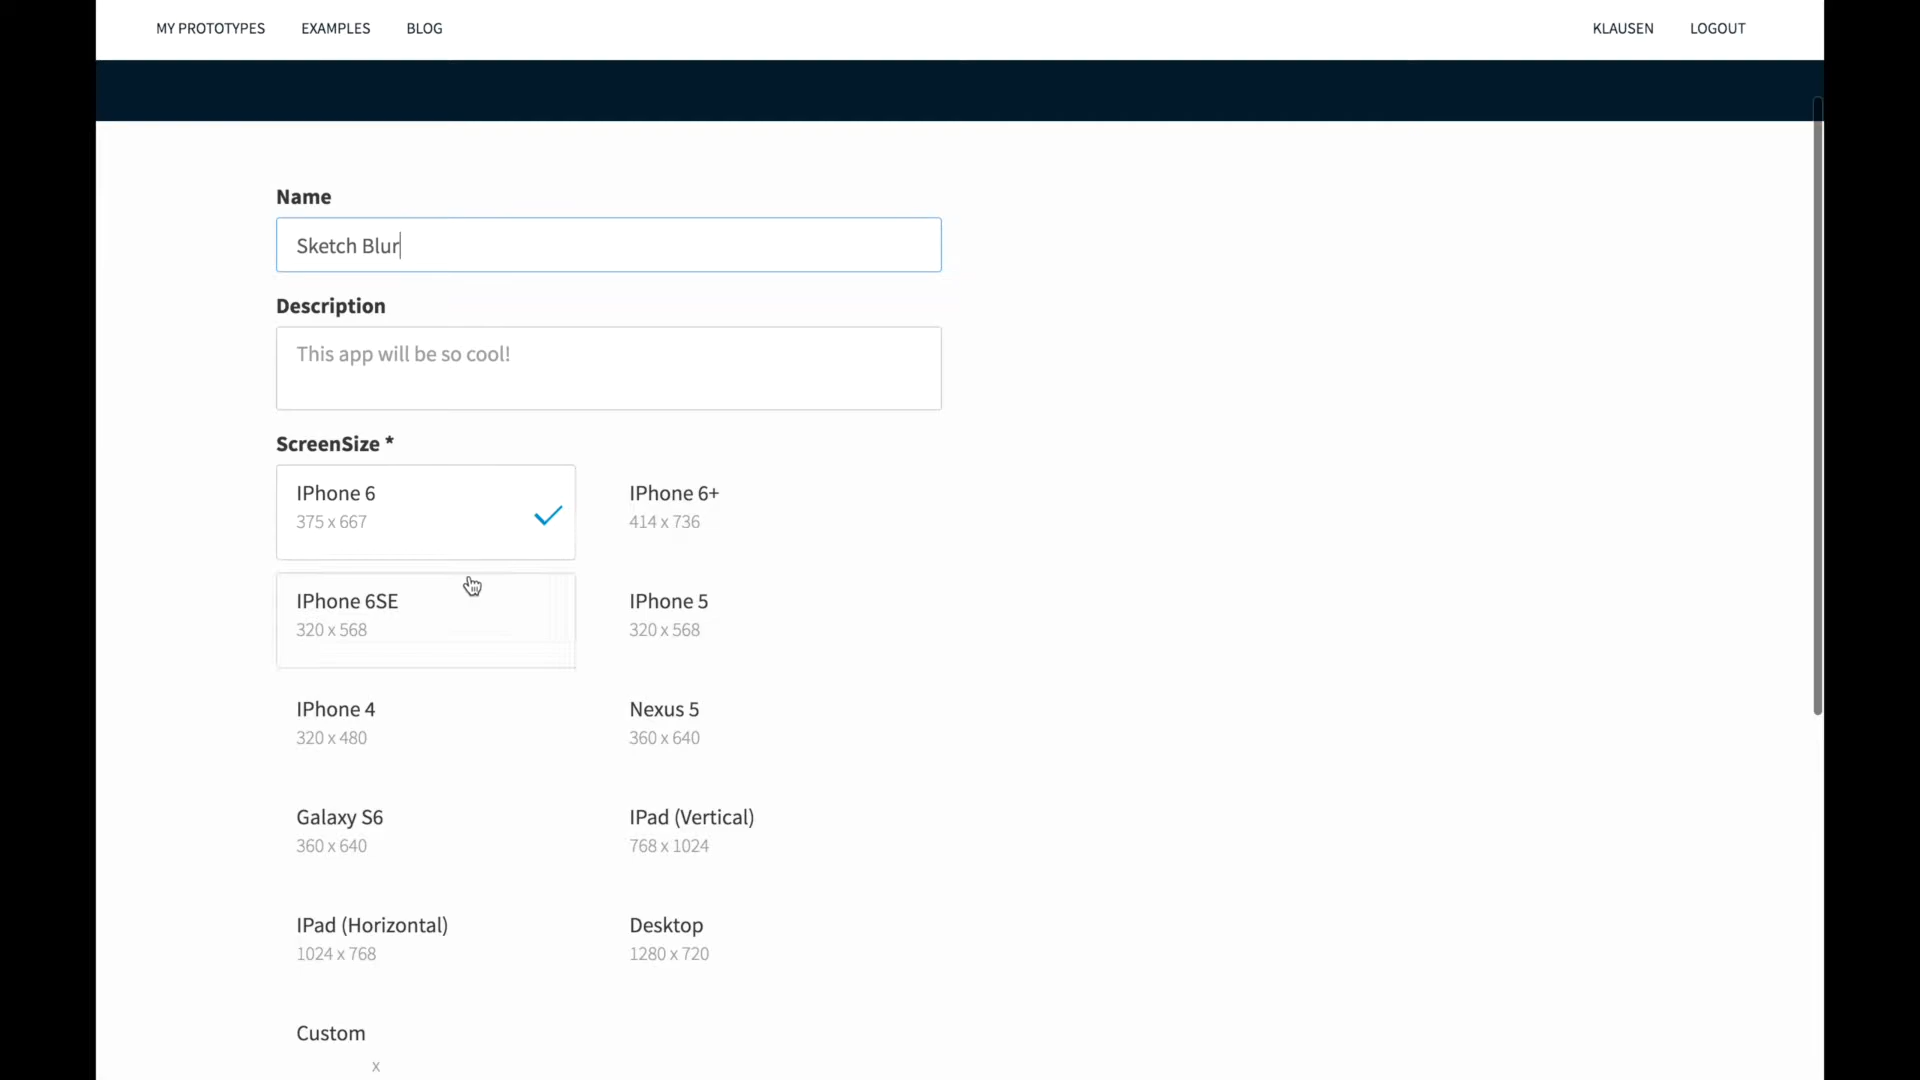 MY PROTOTYPES EXAMPLES BLOG KLAUSEN LOGOUT
Name
Sketch Blur
Description
This app will be so cool!
ScreenSize *
IPhone 6 IPhone 6+
375 x 667 414 x 736
IPhone 6SE IPhone 5
320 x 568 320 x 568
IPhone 4 Nexus 5
320 x 480 360 x 640
Galaxy S6 IPad (Vertical)
360 x 640 768 x 1024
IPad (Horizontal) Desktop
1024 x 768 1280 x 720
Custom
x